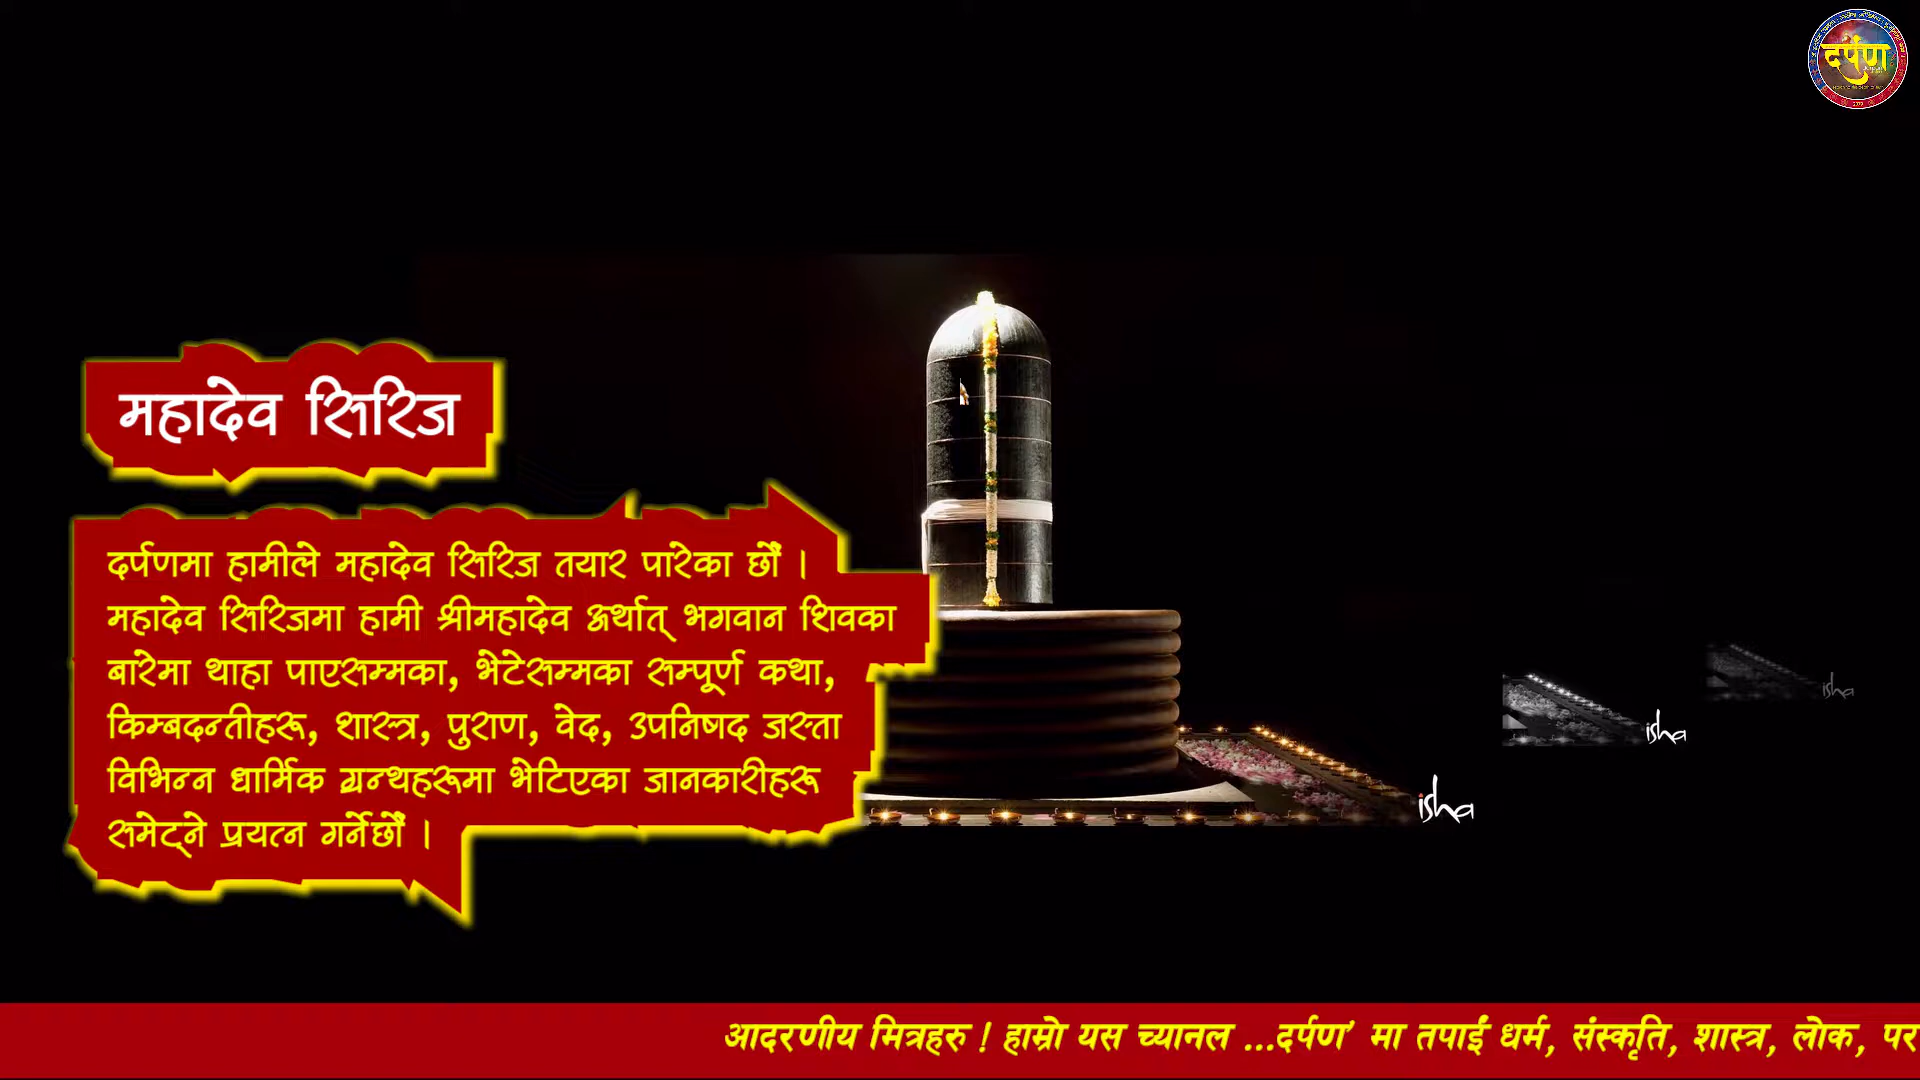 दर्पण
महादेव सिरिज
दर्पणमा हामीले महादेव सिरिज तयार पारेका छौं ।
महादेव सिरिजमा हामी श्रीमहादेव अर्थात् भगवान शिवका
बारेमा थाहा पाएसम्मका, भेटेसम्मका सम्पूर्ण कथा,
किम्बदन्तीहरू, शास्त्र, पुराण, वेद, उपनिषद जस्ता
विभिन्न धार्मिक ग्रन्थहरूमा भेटिएका जानकारीहरू
समेट्ने प्रयत्न गर्नेछौं ।
isha
isha
isha
आदरणीय मित्रहरु ! हाम्रो यस च्यानल ...दर्पण’ मा तपाईं धर्म, संस्कृति, शास्त्र, लोक, पर